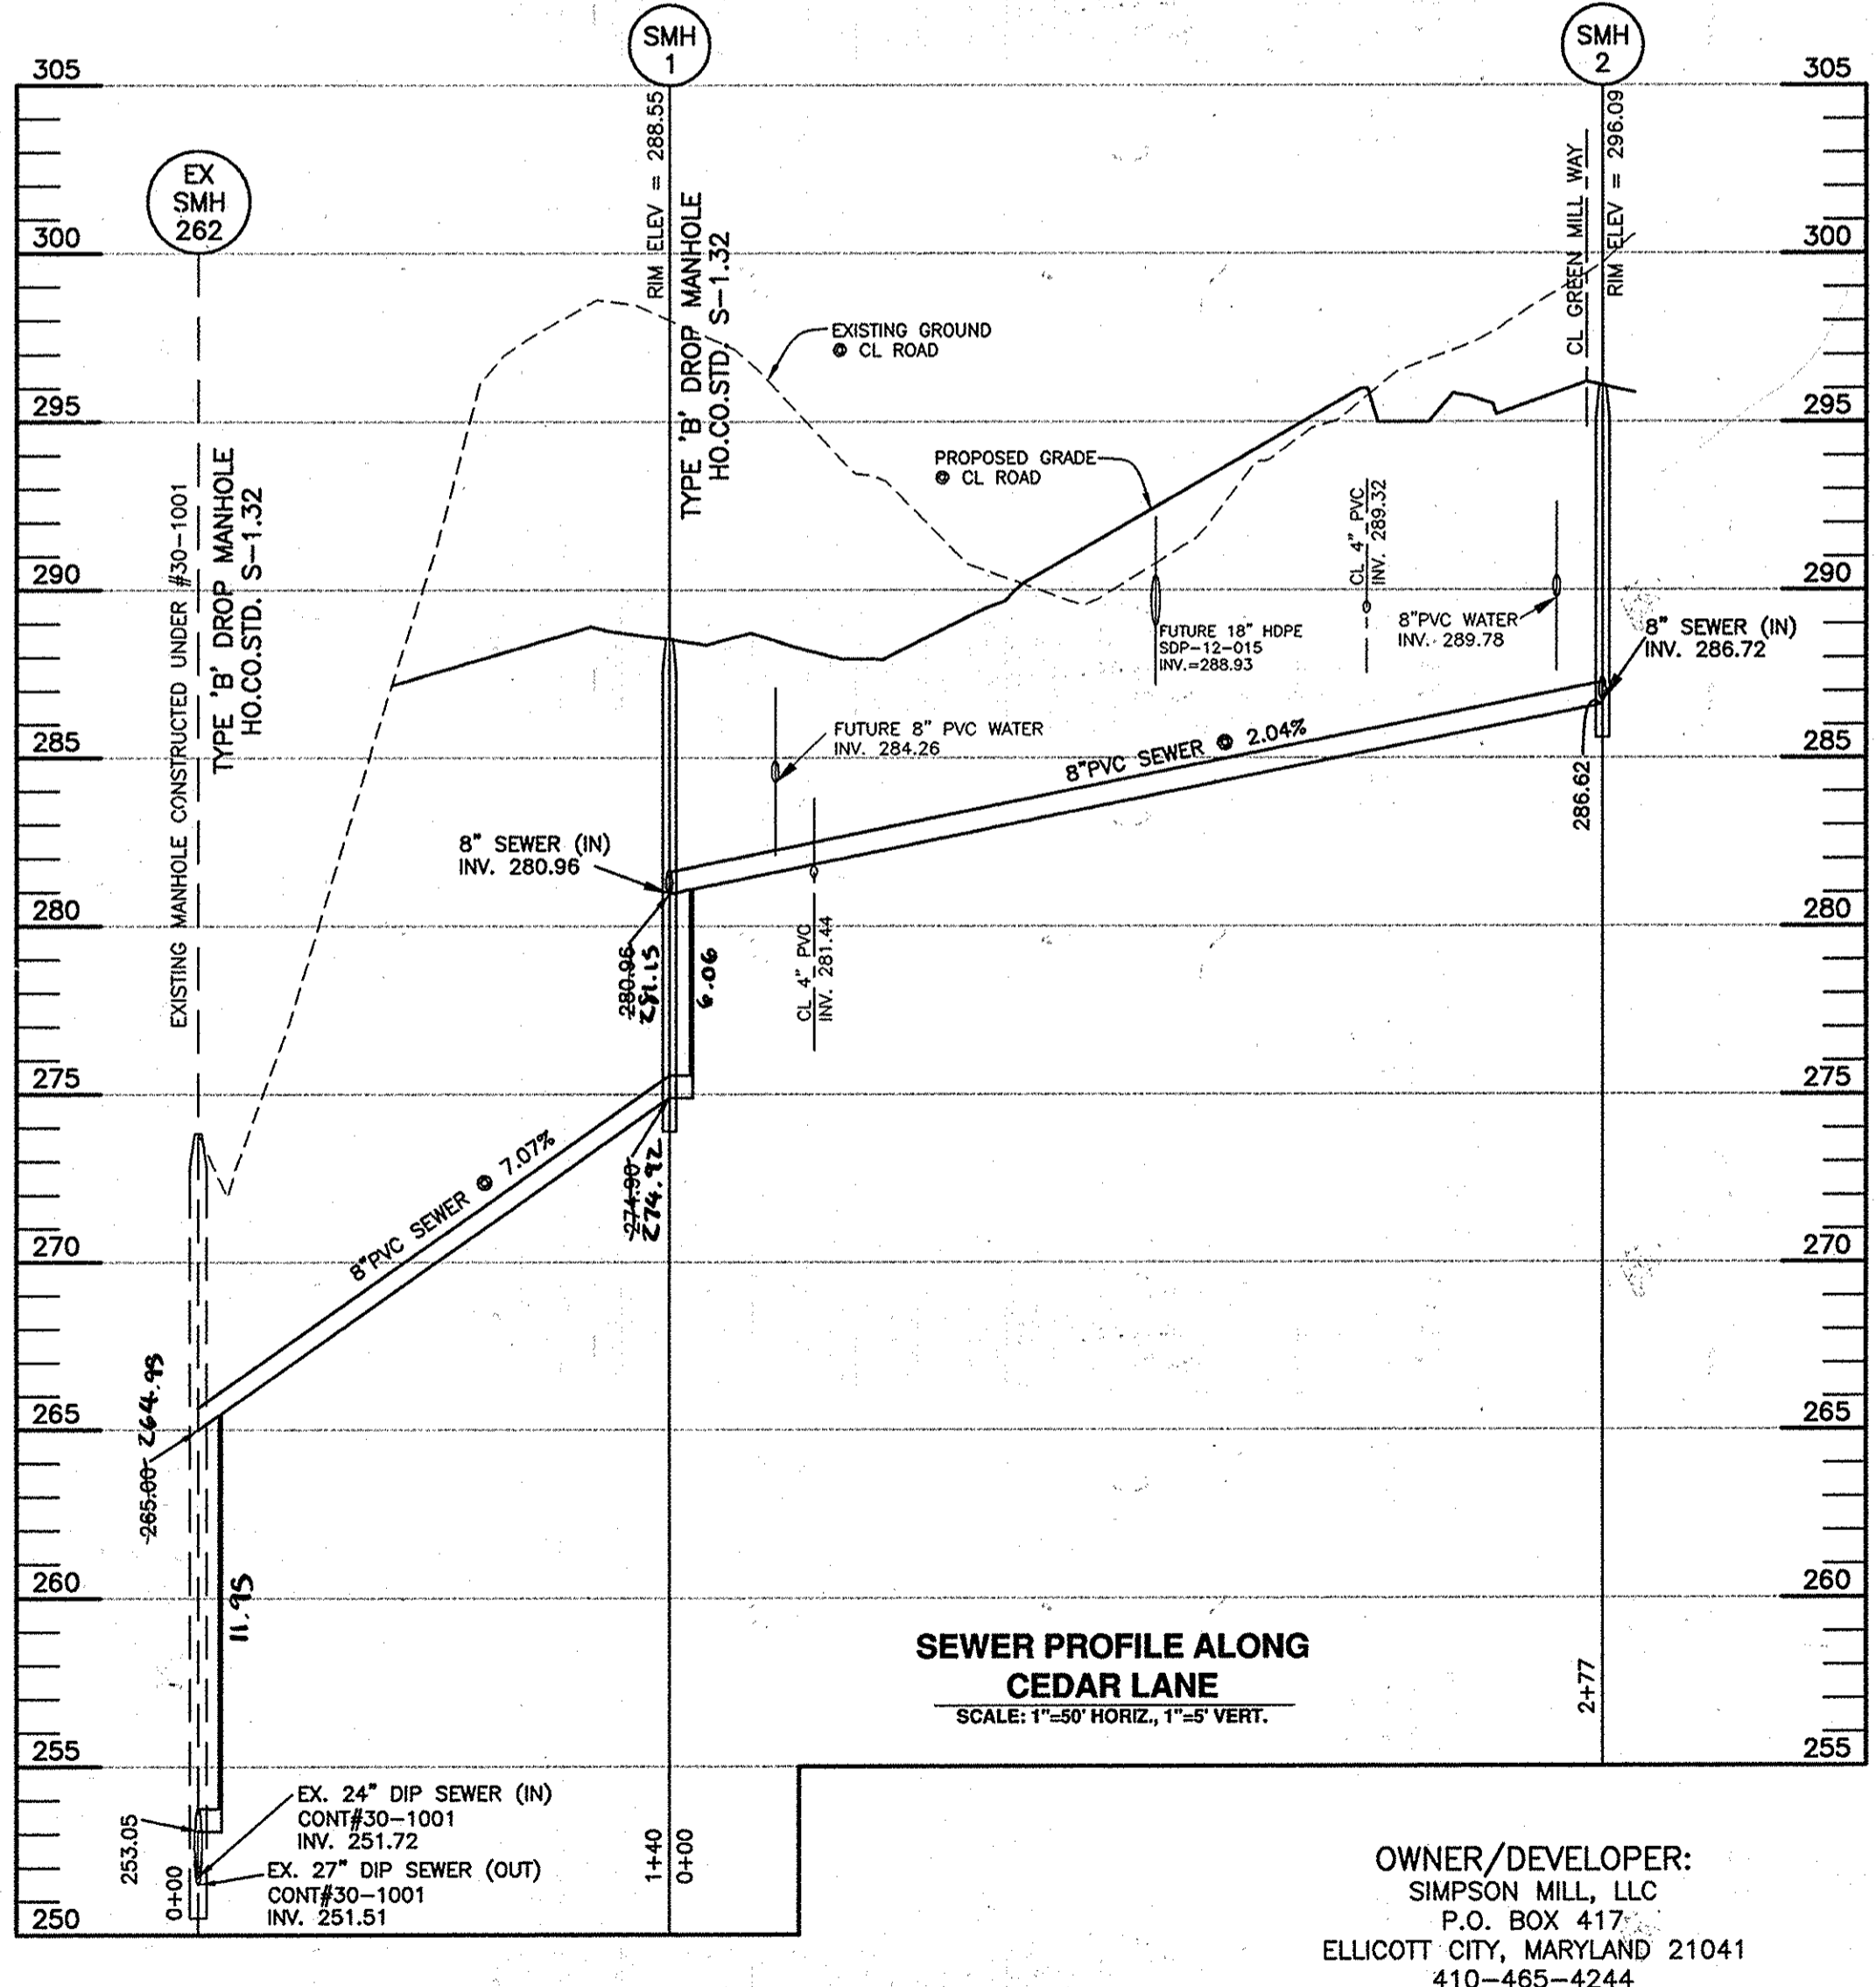 SMH
1
SMH
2
305
305
EX
SMH
262
RIM ELEV = 288.55
TYPE 'B' DROP MANHOLE
HO.CO.STD. S-1.32
CL GREEN MILL WAY
RIM ELEV = 296.09
300
300
EXISTING GROUND
@ CL ROAD
295
295
EXISTING MANHOLE CONSTRUCTED UNDER #30-1001
TYPE 'B' DROP MANHOLE
HO.CO.STD. S-1.32
PROPOSED GRADE
@ CL ROAD
CL 4" PVC
INV. 289.32
290
290
FUTURE 18" HDPE
SDP-12-015
INV.=288.93
8"PVC WATER
INV. 289.78
8" SEWER (IN)
INV. 286.72
FUTURE 8" PVC WATER
INV. 284.26
8"PVC SEWER @ 2.04%
285
285
286.62
8" SEWER (IN)
INV. 280.96
280
280
280.96
281.15
6.06
CL 4" PVC
INV. 281.44
275
275
8"PVC SEWER @ 7.07%
274.90
274.92
270
270
265.00
264.95
265
265
11.95
260
260
SEWER PROFILE ALONG
CEDAR LANE
SCALE: 1"=50' HORIZ., 1"=5' VERT.
2+77
255
255
253.05
0+00
EX. 24" DIP SEWER (IN)
CONT#30-1001
INV. 251.72
EX. 27" DIP SEWER (OUT)
CONT#30-1001
INV. 251.51
1+40
0+00
250
OWNER/DEVELOPER:
SIMPSON MILL, LLC
P.O. BOX 417
ELLICOTT CITY, MARYLAND 21041
410-465-4244